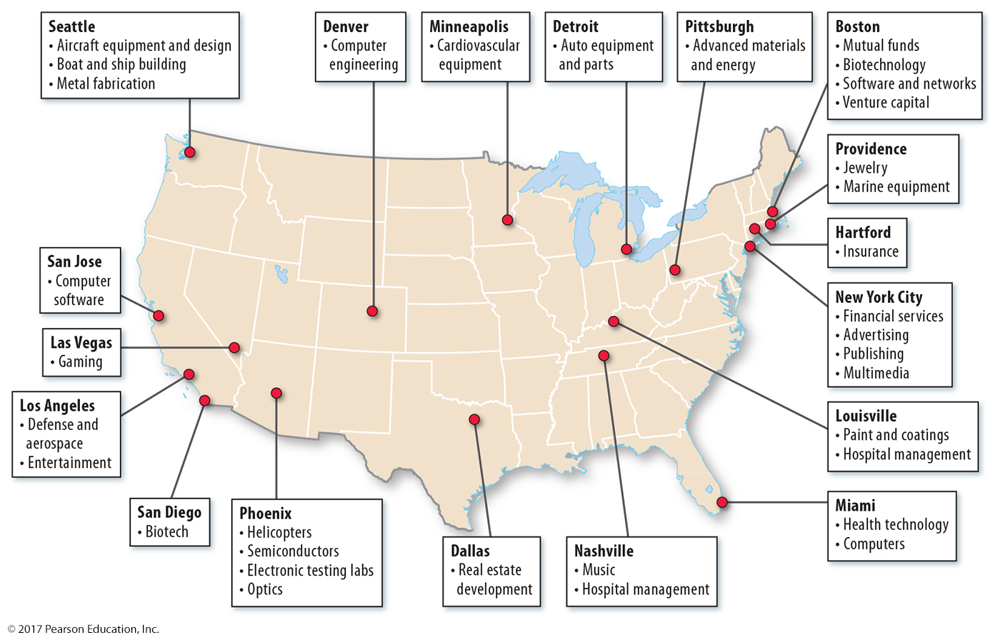 Seattle
• Aircraft equipment and design
• Boat and ship building
• Metal fabrication
Denver
• Computer
engineering
Minneapolis
• Cardiovascular
equipment
Detroit
• Auto equipment
and parts
Pittsburgh
• Advanced materials
and energy
Boston
• Mutual funds
• Biotechnology
• Software and networks
• Venture capital
Providence
• Jewelry
• Marine equipment
Hartford
• Insurance
San Jose
• Computer
software
New York City
• Financial services
• Advertising
• Publishing
• Multimedia
Las Vegas
• Gaming
Los Angeles
• Defense and
aerospace
• Entertainment
Louisville
• Paint and coatings
• Hospital management
San Diego
• Biotech
Phoenix
• Helicopters
• Semiconductors
• Electronic testing labs
• Optics
Dallas
• Real estate
development
Nashville
• Music
• Hospital management
Miami
• Health technology
• Computers
© 2017 Pearson Education, Inc.